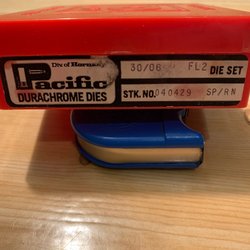 Div of Hornady
Pacific
DURACHROME DIES
30/06 FL2 DIE SET
STK. NO. 040429 SP/RN